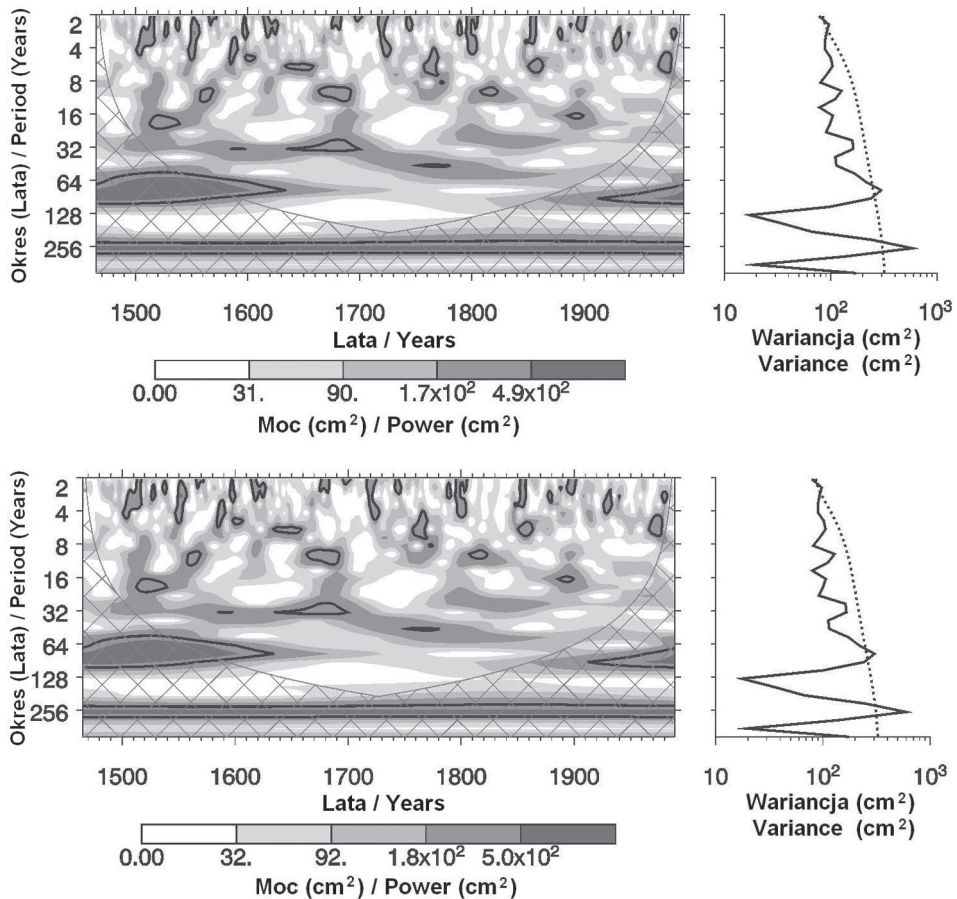 Okres (Lata) / Period (Years)
2
4
8
16
32
64
128
256
1500 1600 1700 1800 1900
Lata / Years
0.00 31. 90. 1.7x10² 4.9x10²
Moc (cm²) / Power (cm²)
10 10² 10³
Wariancja (cm²)
Variance (cm²)
Okres (Lata) / Period (Years)
2
4
8
16
32
64
128
256
1500 1600 1700 1800 1900
Lata / Years
0.00 32. 92. 1.8x10² 5.0x10²
Moc (cm²) / Power (cm²)
10 10² 10³
Wariancja (cm²)
Variance (cm²)